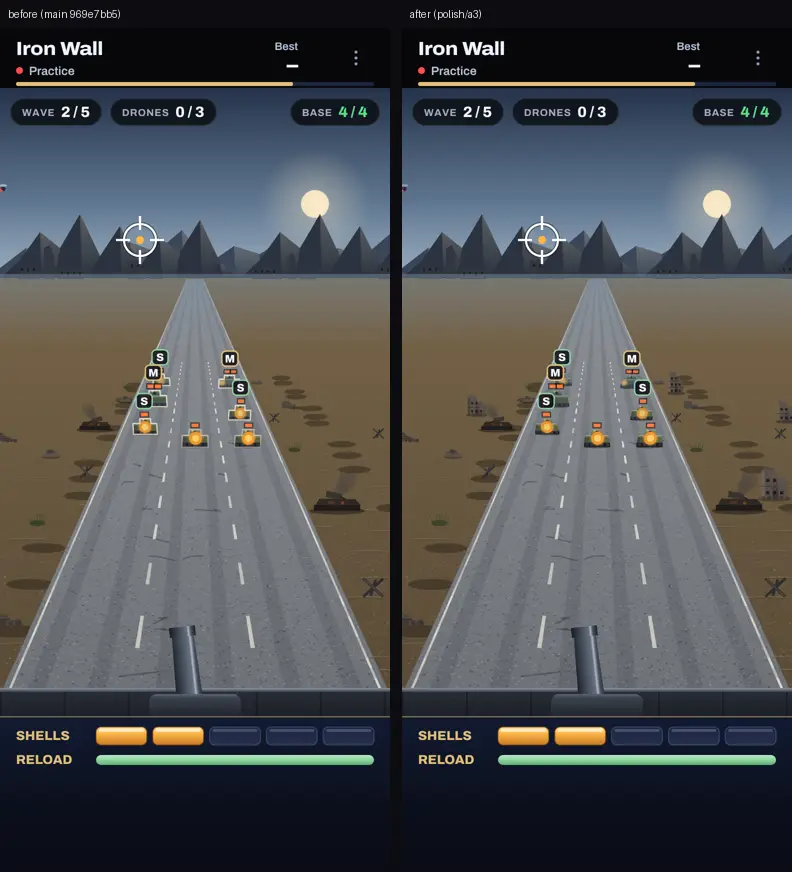 before (main 969e7bb5)
Iron Wall
Best
Practice
WAVE 2/5
DRONES 0/3
BASE 4/4
S
M
M
S
S
SHELLS
RELOAD
after (polish/a3)
Iron Wall
Best
Practice
WAVE 2/5
DRONES 0/3
BASE 4/4
S
M
M
S
S
SHELLS
RELOAD